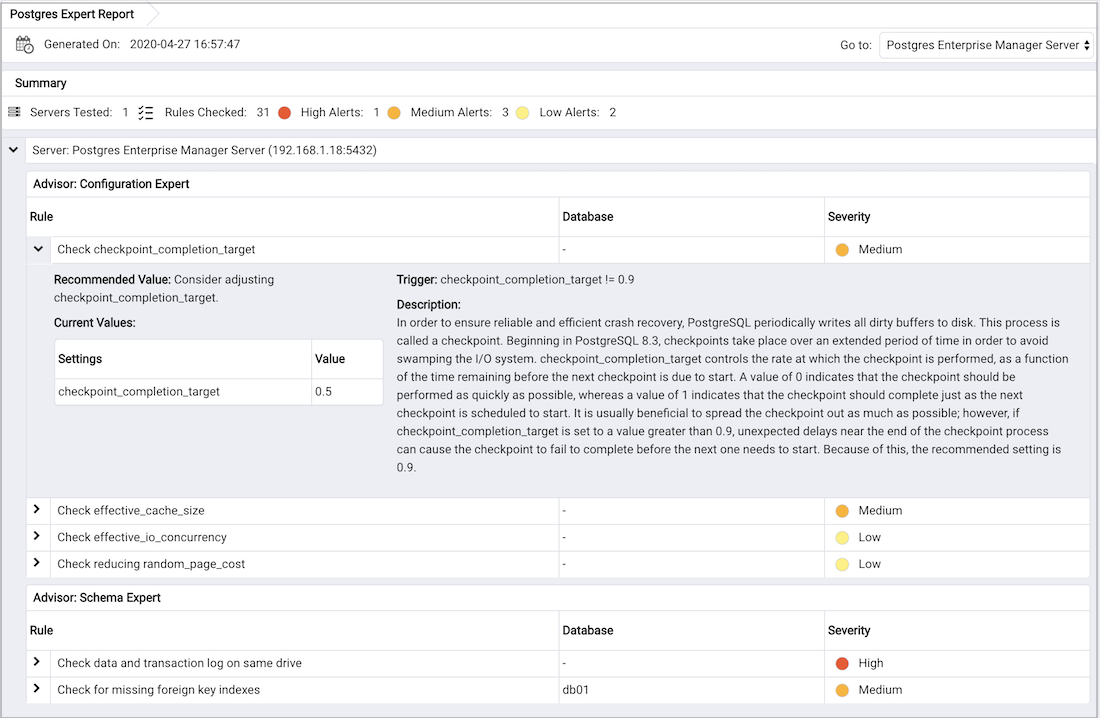 Postgres Expert Report
Generated On: 2020-04-27 16:57:47
Go to: Postgres Enterprise Manager Server
Summary
Servers Tested: 1 Rules Checked: 31 High Alerts: 1 Medium Alerts: 3 Low Alerts: 2
Server: Postgres Enterprise Manager Server (192.168.1.18:5432)
Advisor: Configuration Expert
Rule Database Severity
Check checkpoint_completion_target - Medium
Recommended Value: Consider adjusting
checkpoint_completion_target.
Current Values:
Settings Value
checkpoint_completion_target 0.5
Trigger: checkpoint_completion_target != 0.9
Description:
In order to ensure reliable and efficient crash recovery, PostgreSQL periodically writes all dirty buffers to disk. This process is
called a checkpoint. Beginning in PostgreSQL 8.3, checkpoints take place over an extended period of time in order to avoid
swamping the I/O system. checkpoint_completion_target controls the rate at which the checkpoint is performed, as a function
of the time remaining before the next checkpoint is due to start. A value of 0 indicates that the checkpoint should be
performed as quickly as possible, whereas a value of 1 indicates that the checkpoint should complete just as the next
checkpoint is scheduled to start. It is usually beneficial to spread the checkpoint out as much as possible; however, if
checkpoint_completion_target is set to a value greater than 0.9, unexpected delays near the end of the checkpoint process
can cause the checkpoint to fail to complete before the next one needs to start. Because of this, the recommended setting is
0.9.
Check effective_cache_size - Medium
Check effective_io_concurrency - Low
Check reducing random_page_cost - Low
Advisor: Schema Expert
Rule Database Severity
Check data and transaction log on same drive - High
Check for missing foreign key indexes db01 Medium